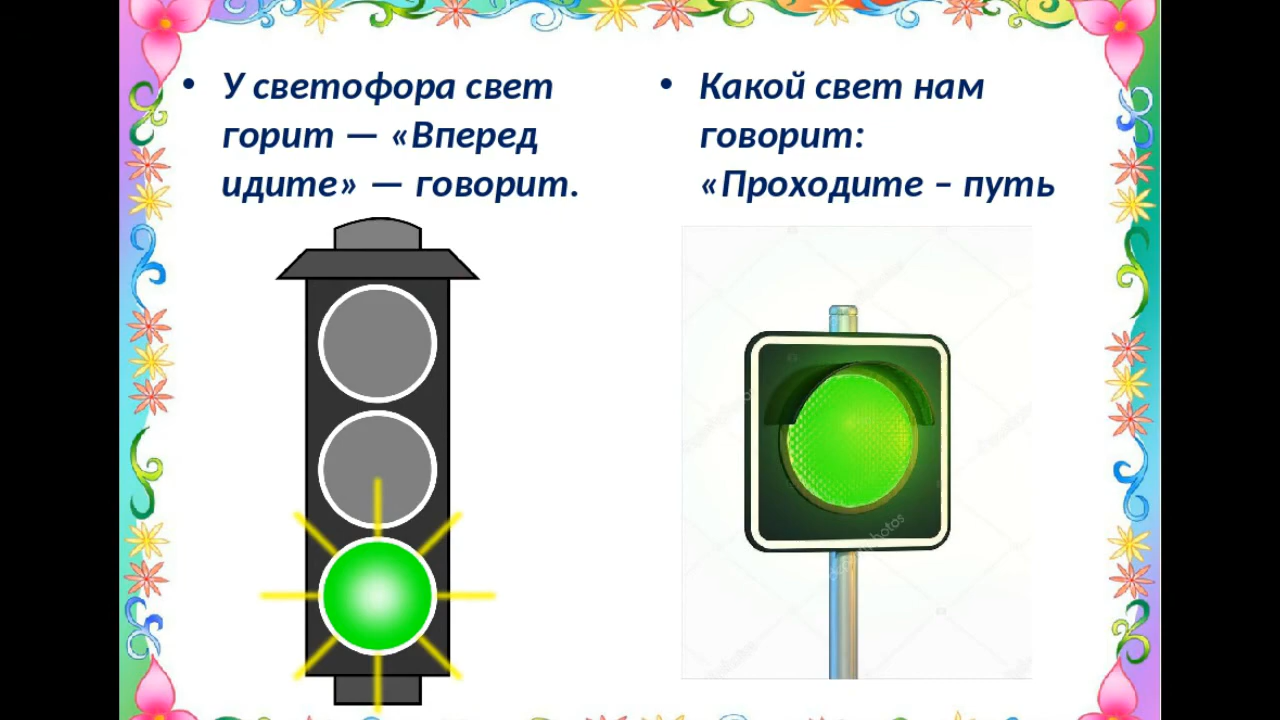 У светофора свет
горит — «Вперед
идите» — говорит.
Какой свет нам
говорит:
«Проходите – путь